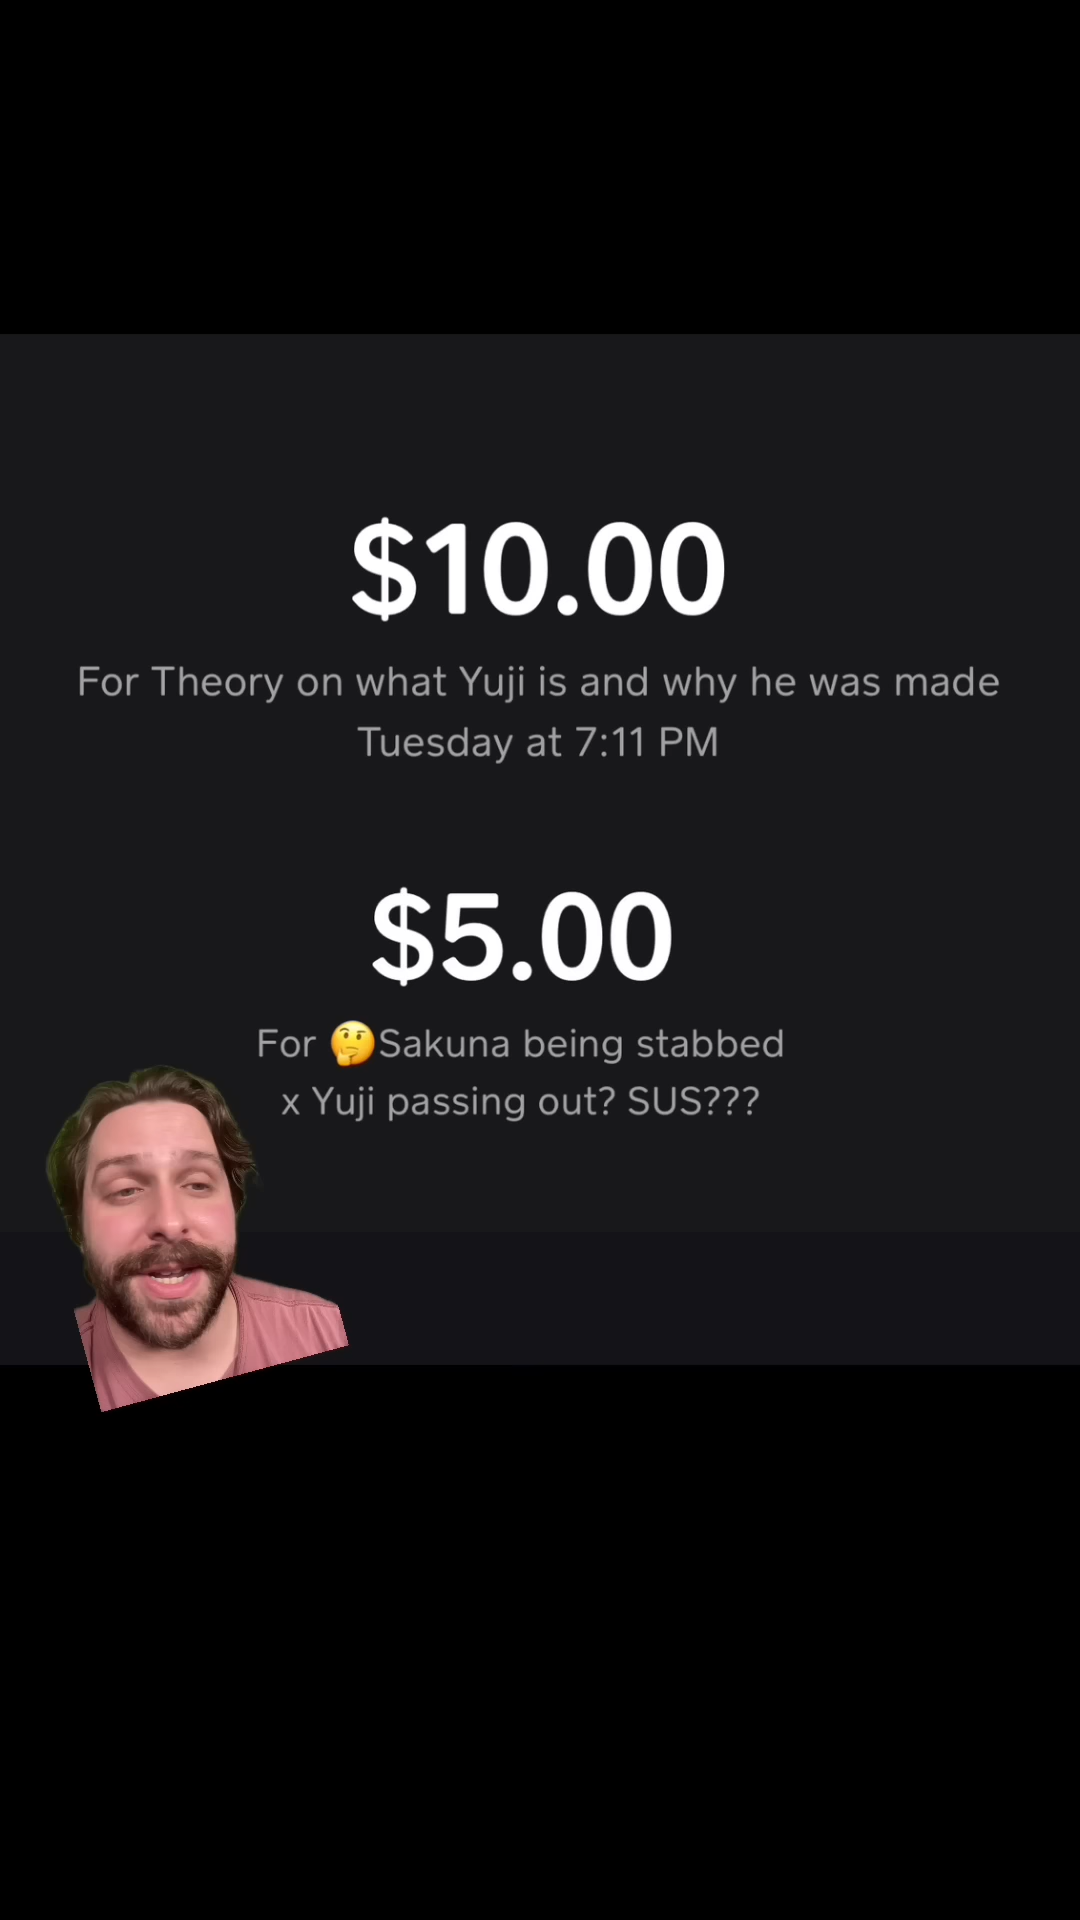 $10.00
For Theory on what Yuji is and why he was made
Tuesday at 7:11 PM
$5.00
For 🤔Sakuna being stabbed
x Yuji passing out? SUS???